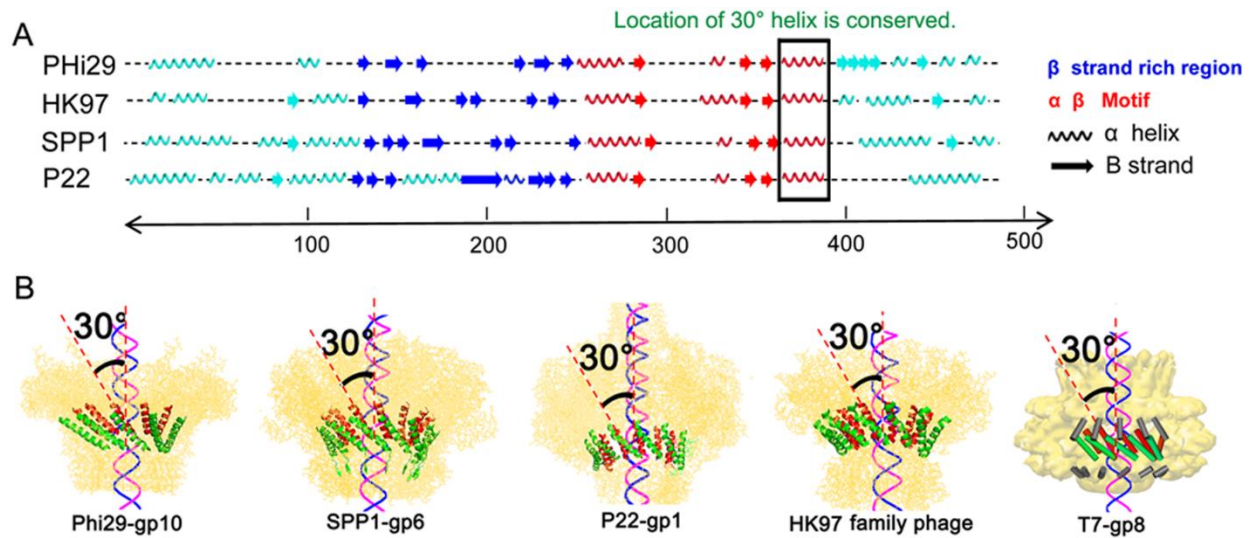 Location of 30° helix is conserved.
A
PHi29
HK97
SPP1
P22
β strand rich region
α β Motif
α helix
B strand
100 200 300 400 500
B
30° 30° 30° 30° 30°
Phi29-gp10 SPP1-gp6 P22-gp1 HK97 family phage T7-gp8